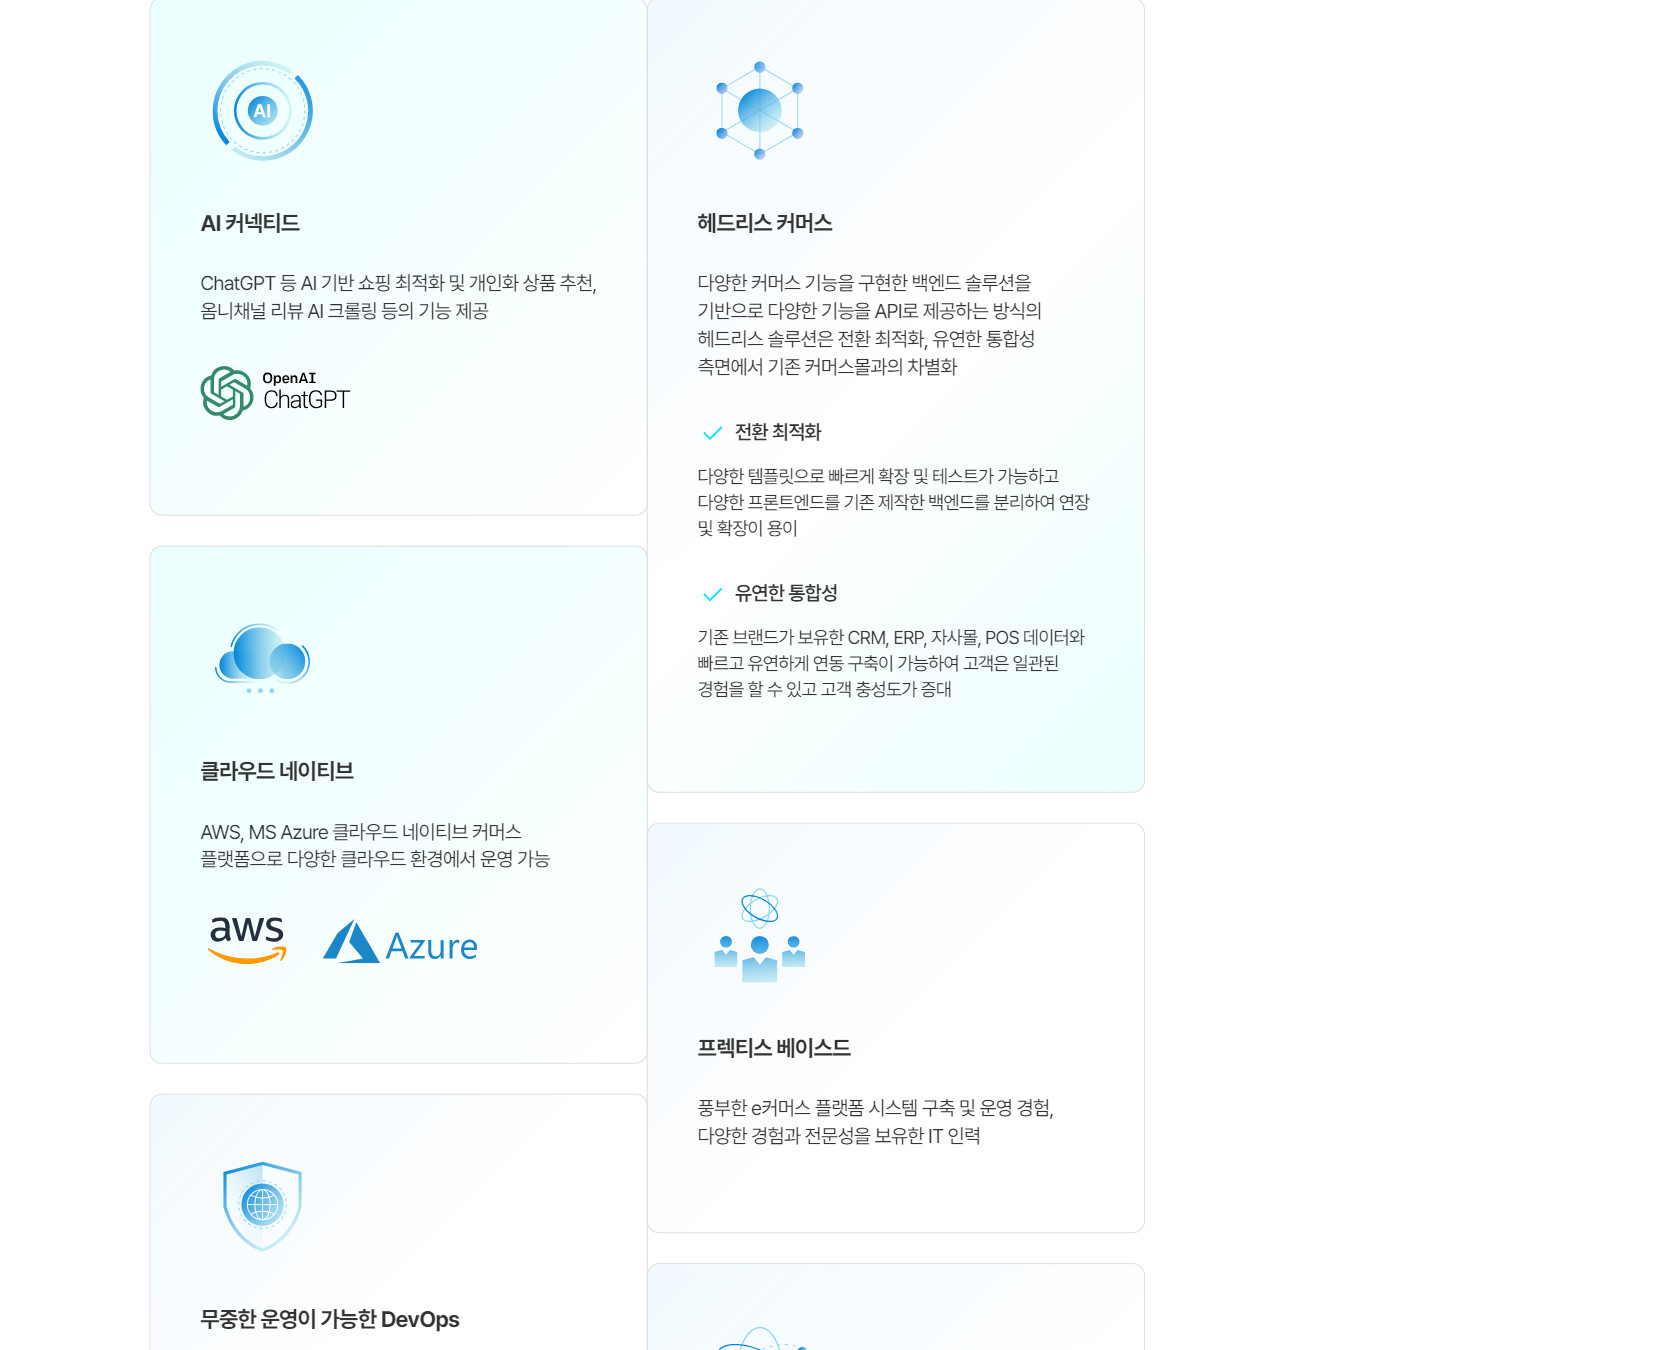 AI
AI 커넥티드
ChatGPT 등 AI 기반 쇼핑 최적화 및 개인화 상품 추천,
옴니채널 리뷰 AI 크롤링 등의 기능 제공
OpenAI
ChatGPT
클라우드 네이티브
AWS, MS Azure 클라우드 네이티브 커머스
플랫폼으로 다양한 클라우드 환경에서 운영 가능
aws
Azure
무중한 운영이 가능한 DevOps
헤드리스 커머스
다양한 커머스 기능을 구현한 백엔드 솔루션을
기반으로 다양한 기능을 API로 제공하는 방식의
헤드리스 솔루션은 전환 최적화, 유연한 통합성
측면에서 기존 커머스몰과의 차별화
전환 최적화
다양한 템플릿으로 빠르게 확장 및 테스트가 가능하고
다양한 프론트엔드를 기존 제작한 백엔드를 분리하여 연장
및 확장이 용이
유연한 통합성
기존 브랜드가 보유한 CRM, ERP, 자사몰, POS 데이터와
빠르고 유연하게 연동 구축이 가능하여 고객은 일관된
경험을 할 수 있고 고객 충성도가 증대
프렉티스 베이스드
풍부한 e커머스 플랫폼 시스템 구축 및 운영 경험,
다양한 경험과 전문성을 보유한 IT 인력